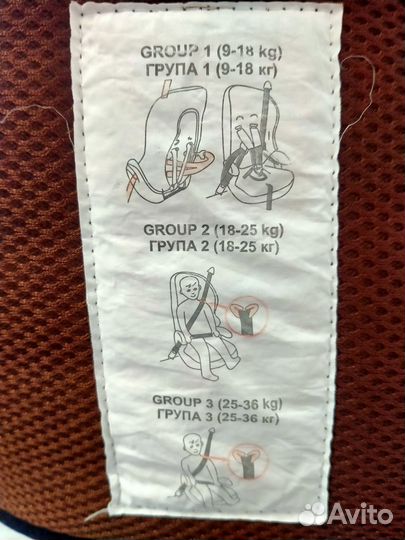 GROUP 1 (9-18 kg)
ГРУПА 1 (9-18 кг)
GROUP 2 (18-25 kg)
ГРУПА 2 (18-25 кг)
GROUP 3 (25-36 kg)
ГРУПА 3 (25-36 кг)
Avito